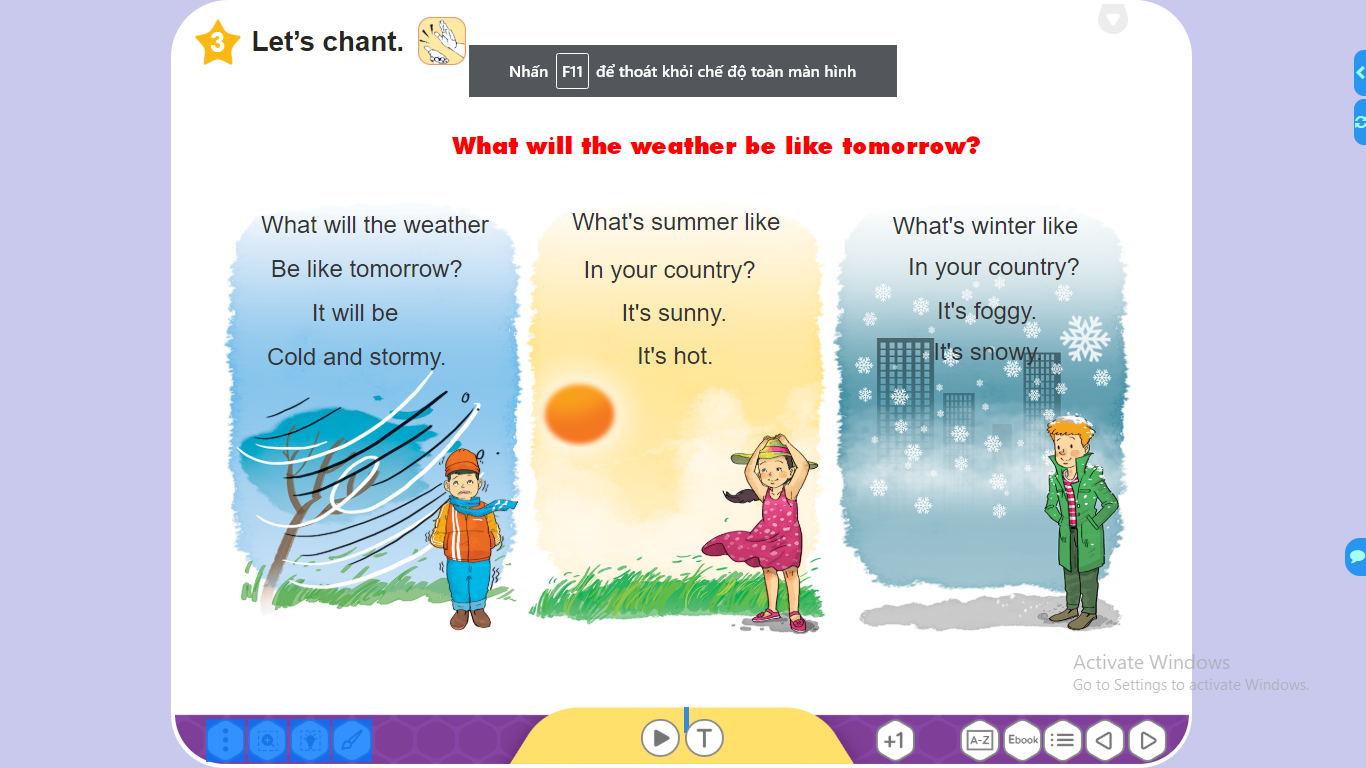 3 Let's chant.
Nhấn F11 để thoát khỏi chế độ toàn màn hình
What will the weather be like tomorrow?
What will the weather
Be like tomorrow?
It will be
Cold and stormy.
What's summer like
In your country?
It's sunny.
It's hot.
What's winter like
In your country?
It's foggy.
It's snowy.
Activate Windows
Go to Settings to activate Windows.
T
+1
A-Z
Ebook